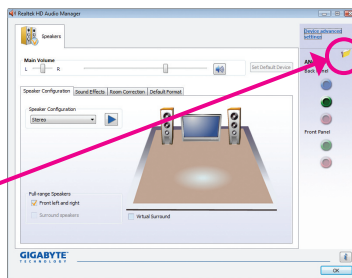 Realtek HD Audio Manager
Speakers
Device advanced
settings
Main Volume
L
R
Set Default Device
AN
Back Panel
Speaker Configuration
Sound Effects
Room Correction
Default Format
Speaker Configuration
Stereo
Front Panel
Full-range Speakers
Front left and right
Surround speakers
Virtual Surround
GIGABYTE
TECHNOLOGY
OK